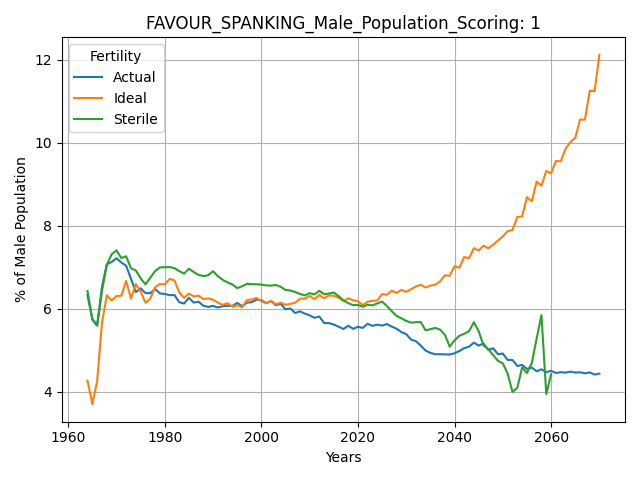 FAVOUR_SPANKING_Male_Population_Scoring: 1
Fertility
Actual
Ideal
Sterile
% of Male Population
12
10
8
6
4
1960 1980 2000 2020 2040 2060
Years